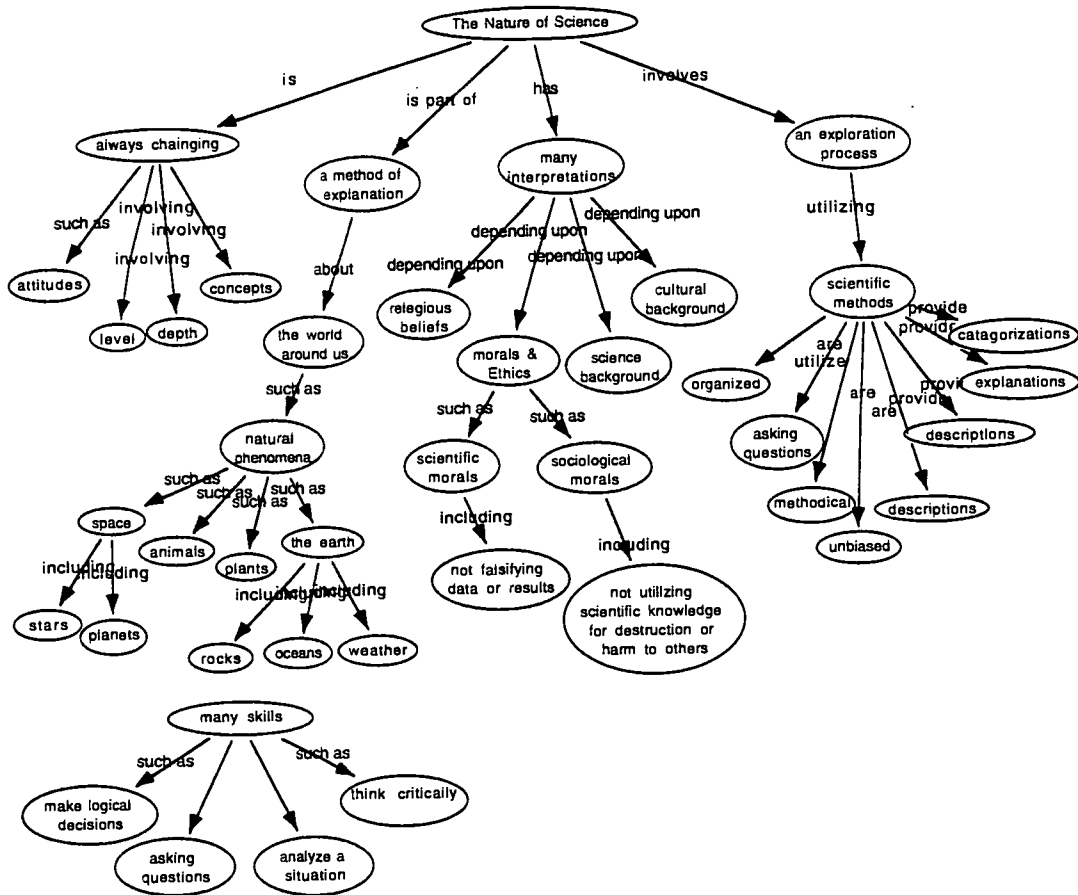 The Nature of Science
is
is part of
has
involves
always chainging
a method of
explanation
many
interpretations
an exploration
process
such as
involving
involving
involving
attitudes
level
depth
concepts
about
the world
around us
such as
natural
phenomena
such as
such as
such as
such as
space
animals
plants
the earth
including
including
stars
planets
including
including
including
rocks
oceans
weather
depending upon
depending upon
depending upon
depending upon
relegious
beliefs
morals &
Ethics
science
background
cultural
background
such as
such as
scientific
morals
sociological
morals
including
including
not falsifying
data or results
not utilizng
scientific knowledge
for destruction or
harm to others
utilizing
scientific
methods
are
utilize
are
are
provide
provide
provide
provide
organized
asking
questions
methodical
unbiased
descriptions
descriptions
explanations
catagorizations
many skills
such as
such as
make logical
decisions
asking
questions
analyze a
situation
think critically